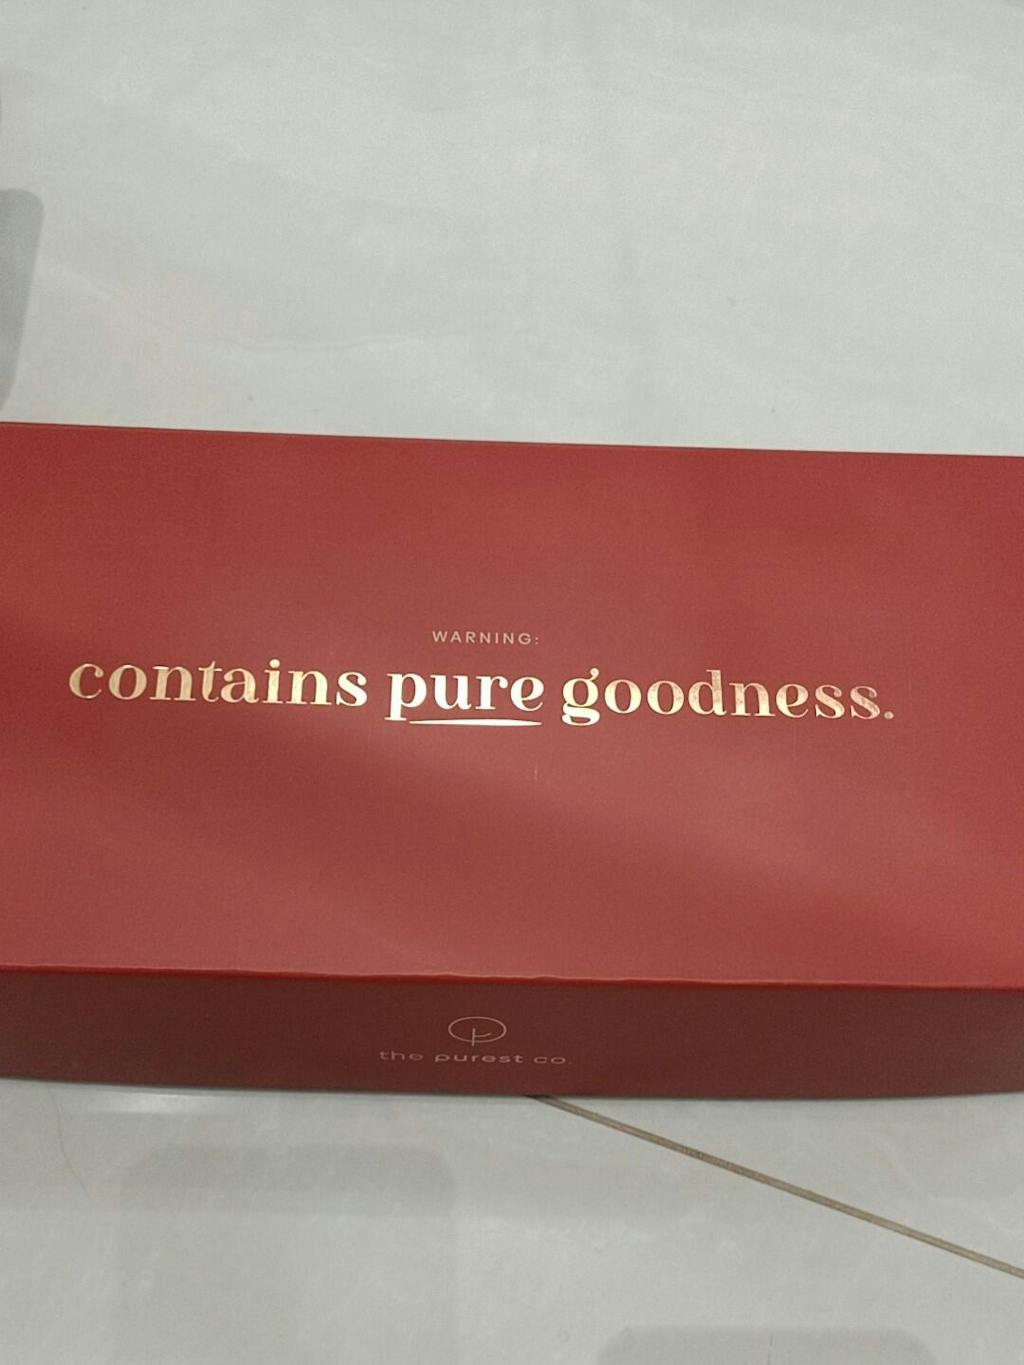 WARNING:
contains pure goodness.
the purest co.